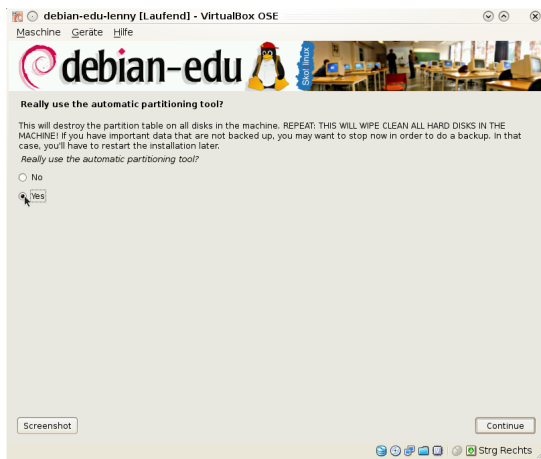 debian-edu-lenny [Laufend] - VirtualBox OSE
Maschine Geräte Hilfe
debian-edu
Skolelinux
Really use the automatic partitioning tool?
This will destroy the partition table on all disks in the machine. REPEAT: THIS WILL WIPE CLEAN ALL HARD DISKS IN THE
MACHINE! If you have important data that are not backed up, you may want to stop now in order to do a backup. In that
case, you'll have to restart the installation later.
Really use the automatic partitioning tool?
No
Yes
Screenshot
Continue
Strg Rechts